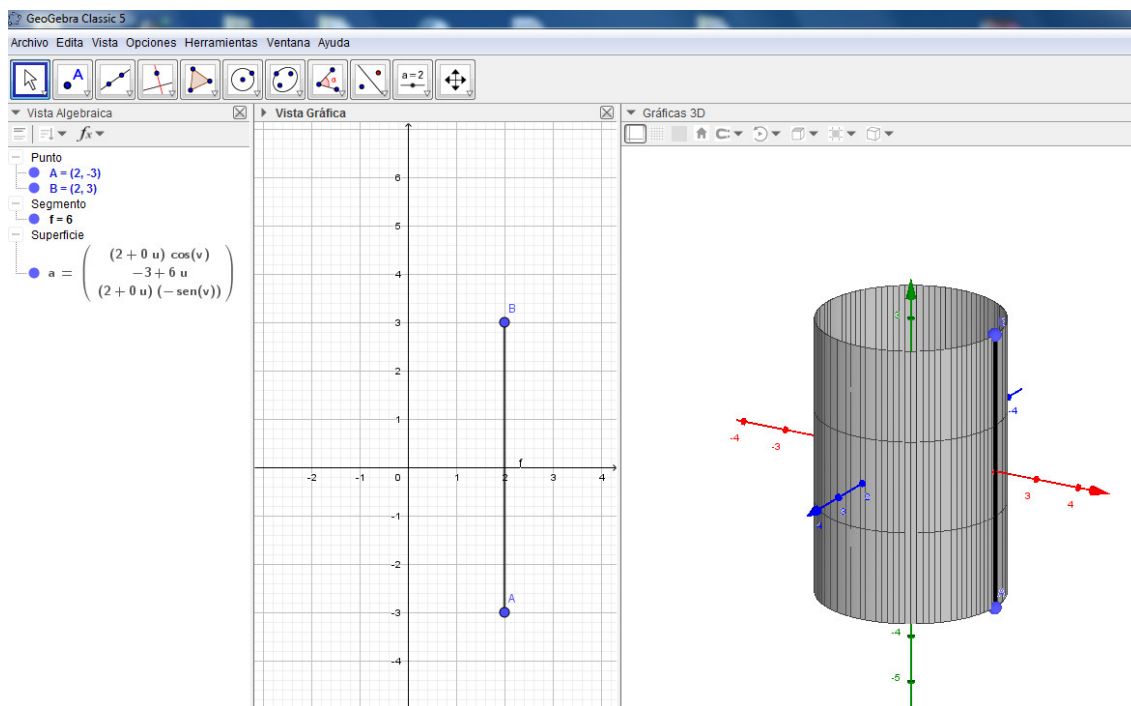 GeoGebra Classic 5
Archivo Edita Vista Opciones Herramientas Ventana Ayuda
A
α
a = 2
Vista Algebraica
fx
Punto
A = (2, -3)
B = (2, 3)
Segmento
f = 6
Superficie
a = ( (2 + 0 u) cos(v)
−3 + 6 u
(2 + 0 u) (− sen(v)) )
Vista Gráfica
6
5
4
3
2
1
0
-1
-2
-3
-4
-2
-1
1
2
3
4
B
f
A
Gráficas 3D
3
-4
-4
-3
2
3
4
3
4
-4
-5